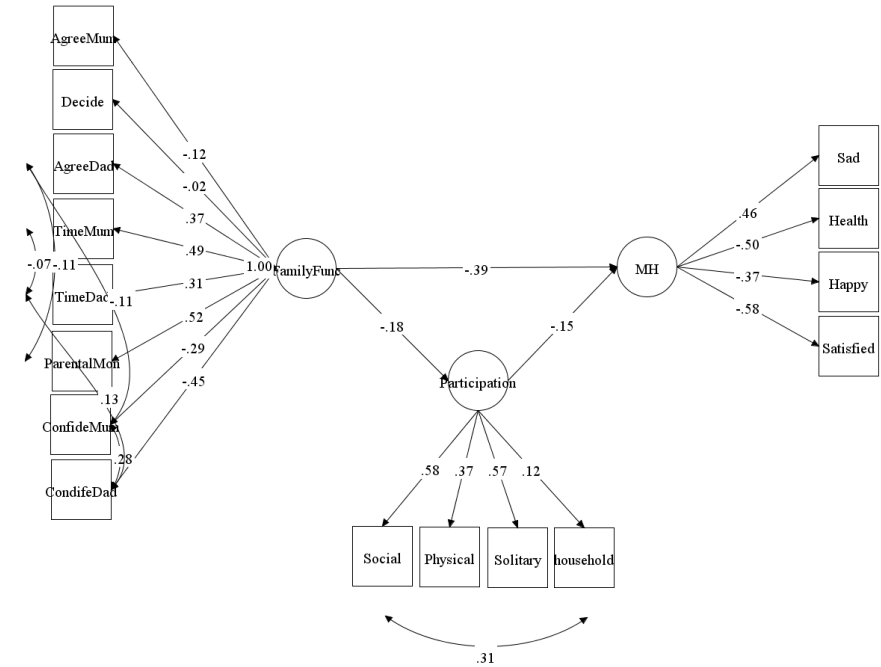 AgreeMum
Decide
AgreeDad
TimeMum
TimeDad
ParentalMon
ConfideMum
CondifeDad
-.07
-.11
-.11
.13
.28
-.12
-.02
.37
.49
.31
.52
-.29
-.45
1.00
FamilyFunc
-.39
-.18
-.15
Participation
MH
.46
-.50
-.37
-.58
Sad
Health
Happy
Satisfied
.58
.37
.57
.12
Social
Physical
Solitary
household
.31